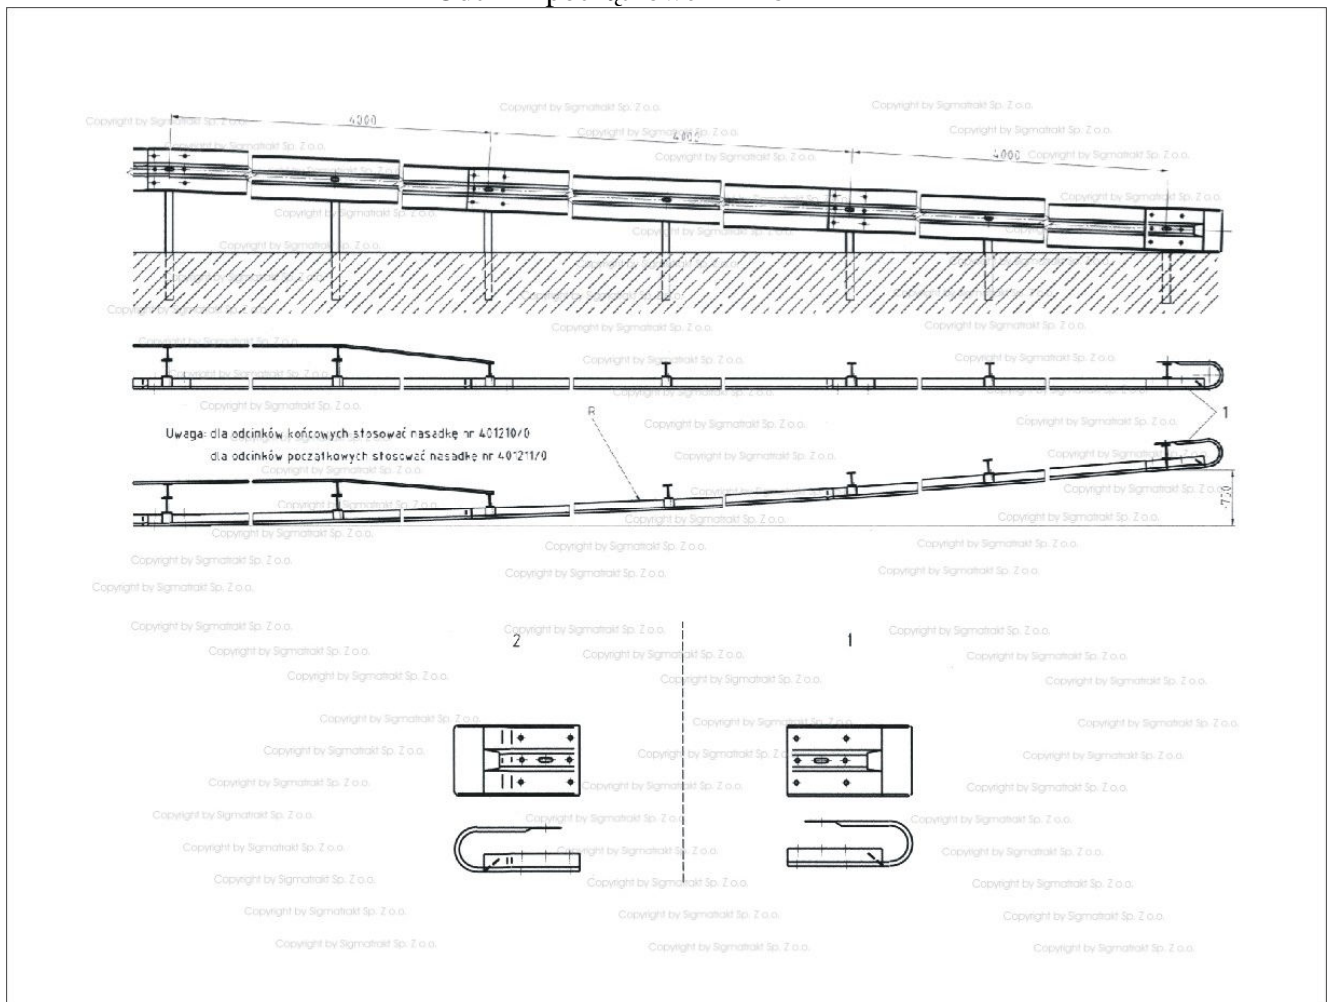 4000
4000
4000
R
1
Uwaga: dla odcinków końcowych stosować nasadkę nr 401210/0
dla odcinków początkowych stosować nasadkę nr 401211/0
2
1
Copyright by Sigmatrakt Sp. Z o.o.